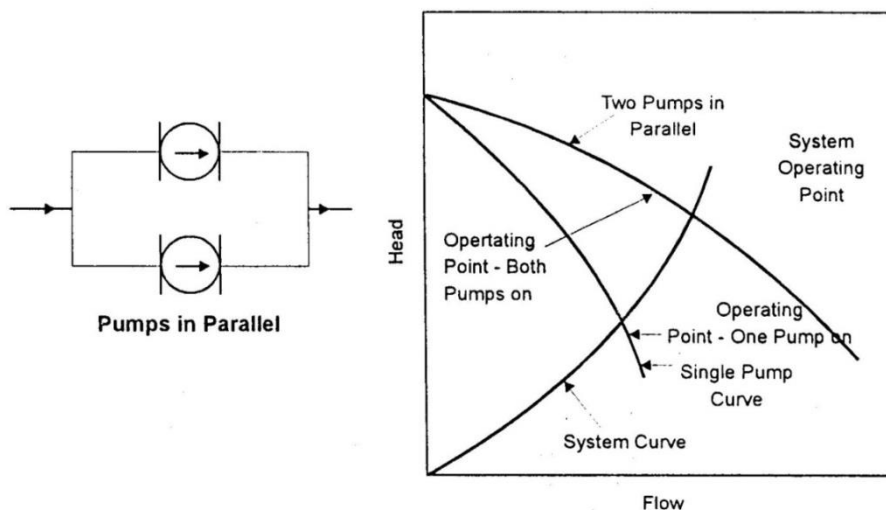 Pumps in Parallel
Head
Two Pumps in
Parallel
System
Operating
Point
Opertating
Point - Both
Pumps on
Operating
Point - One Pump on
Single Pump
Curve
System Curve
Flow